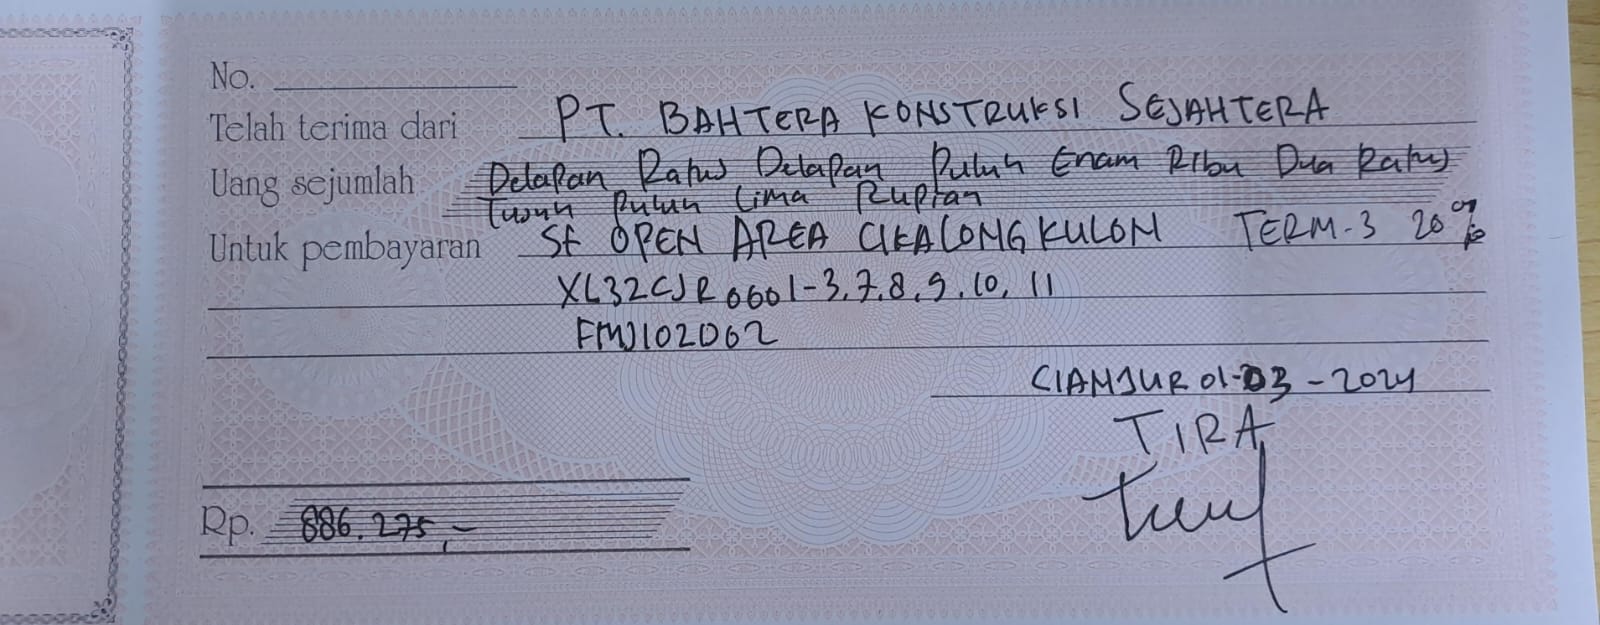 No.
Telah terima dari PT. BAHTERA KONSTRUKSI SEJAHTERA
Uang sejumlah Delapan Ratus Delapan Puluh Enam Ribu Dua Ratus
Tujuh Puluh Lima Rupiah
Untuk pembayaran SF OPEN AREA CIKALONG KULON TERM-3 20%
XL32CJR0601-3.7.8.9.10.11
FMJ102D62
CIANJUR 01-03-2024
TIRA
Rp. 886.275,-